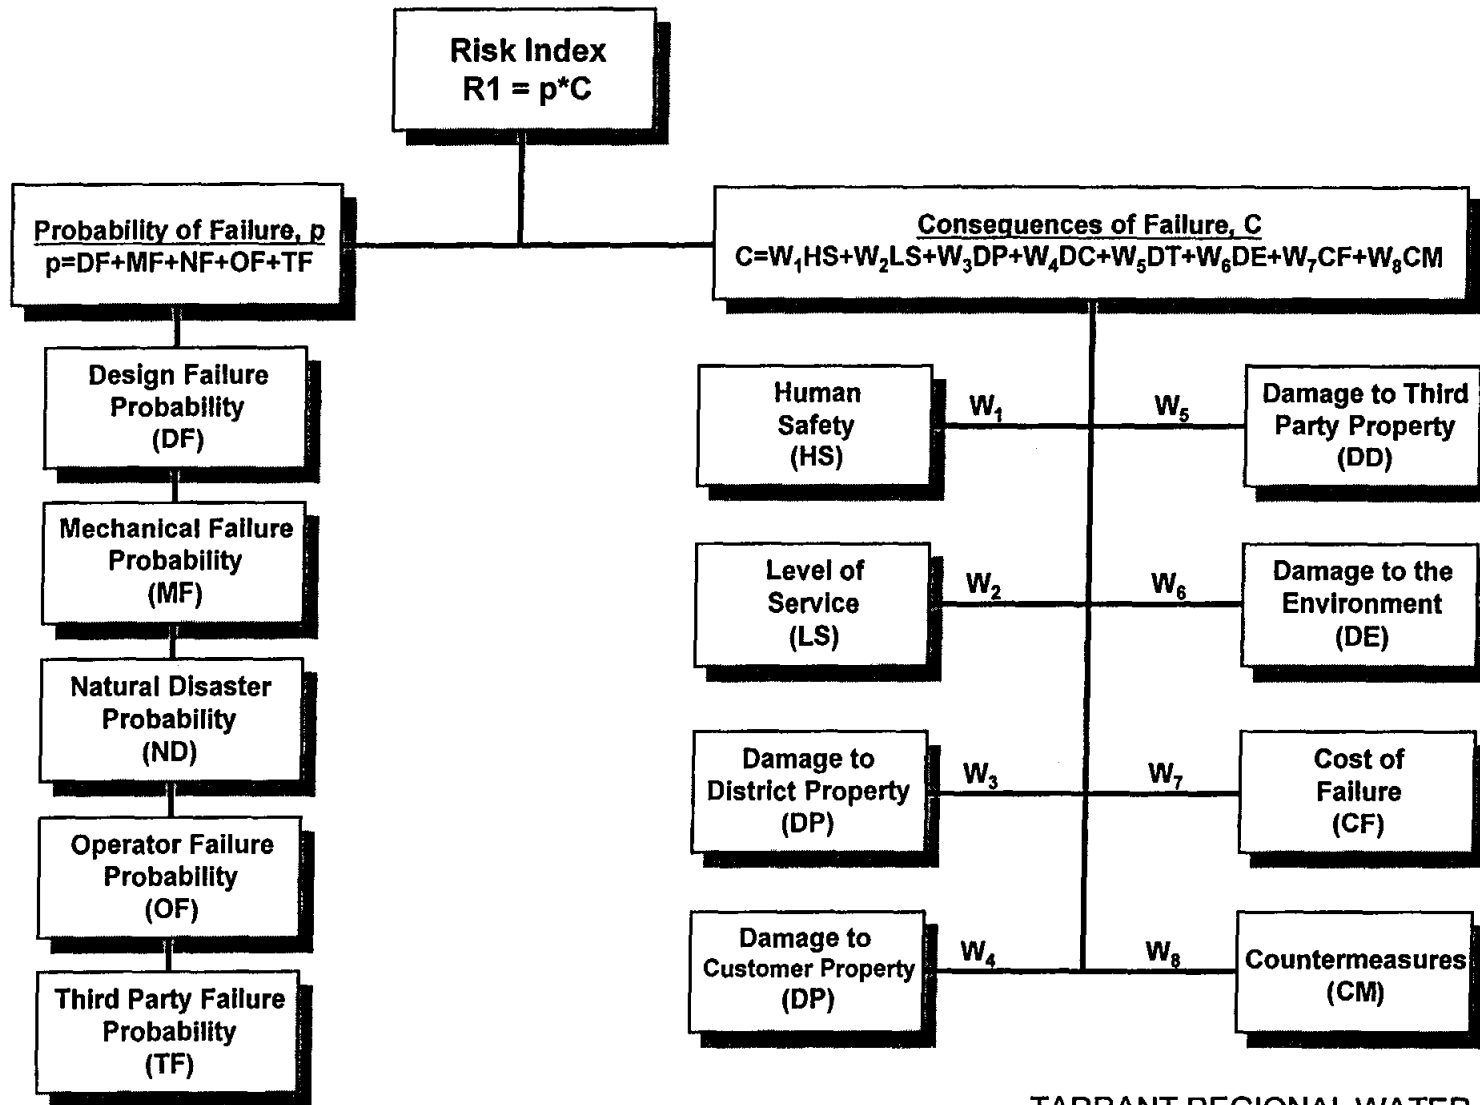 Risk Index
R1 = p*C
Probability of Failure, p
p=DF+MF+NF+OF+TF
Consequences of Failure, C
C=W₁HS+W₂LS+W₃DP+W₄DC+W₅DT+W₆DE+W₇CF+W₈CM
Design Failure
Probability
(DF)
Mechanical Failure
Probability
(MF)
Natural Disaster
Probability
(ND)
Operator Failure
Probability
(OF)
Third Party Failure
Probability
(TF)
Human
Safety
(HS)
W₁
W₅
Damage to Third
Party Property
(DD)
Level of
Service
(LS)
W₂
W₆
Damage to the
Environment
(DE)
Damage to
District Property
(DP)
W₃
W₇
Cost of
Failure
(CF)
Damage to
Customer Property
(DP)
W₄
W₈
Countermeasures
(CM)
TARRANT REGIONAL WATER